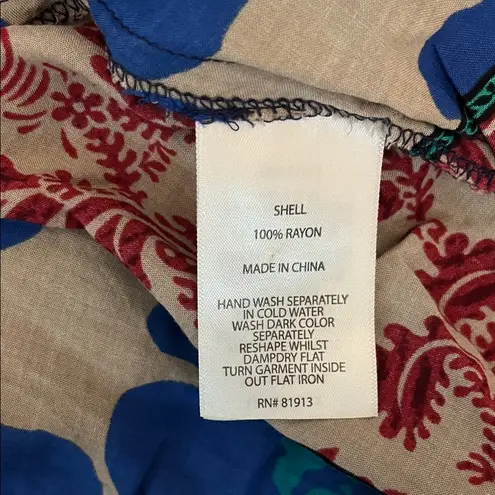 SHELL
100% RAYON
MADE IN CHINA
HAND WASH SEPARATELY
IN COLD WATER
WASH DARK COLOR
SEPARATELY
RESHAPE WHILST
DAMPDRY FLAT
TURN GARMENT INSIDE
OUT FLAT IRON
RN# 81913